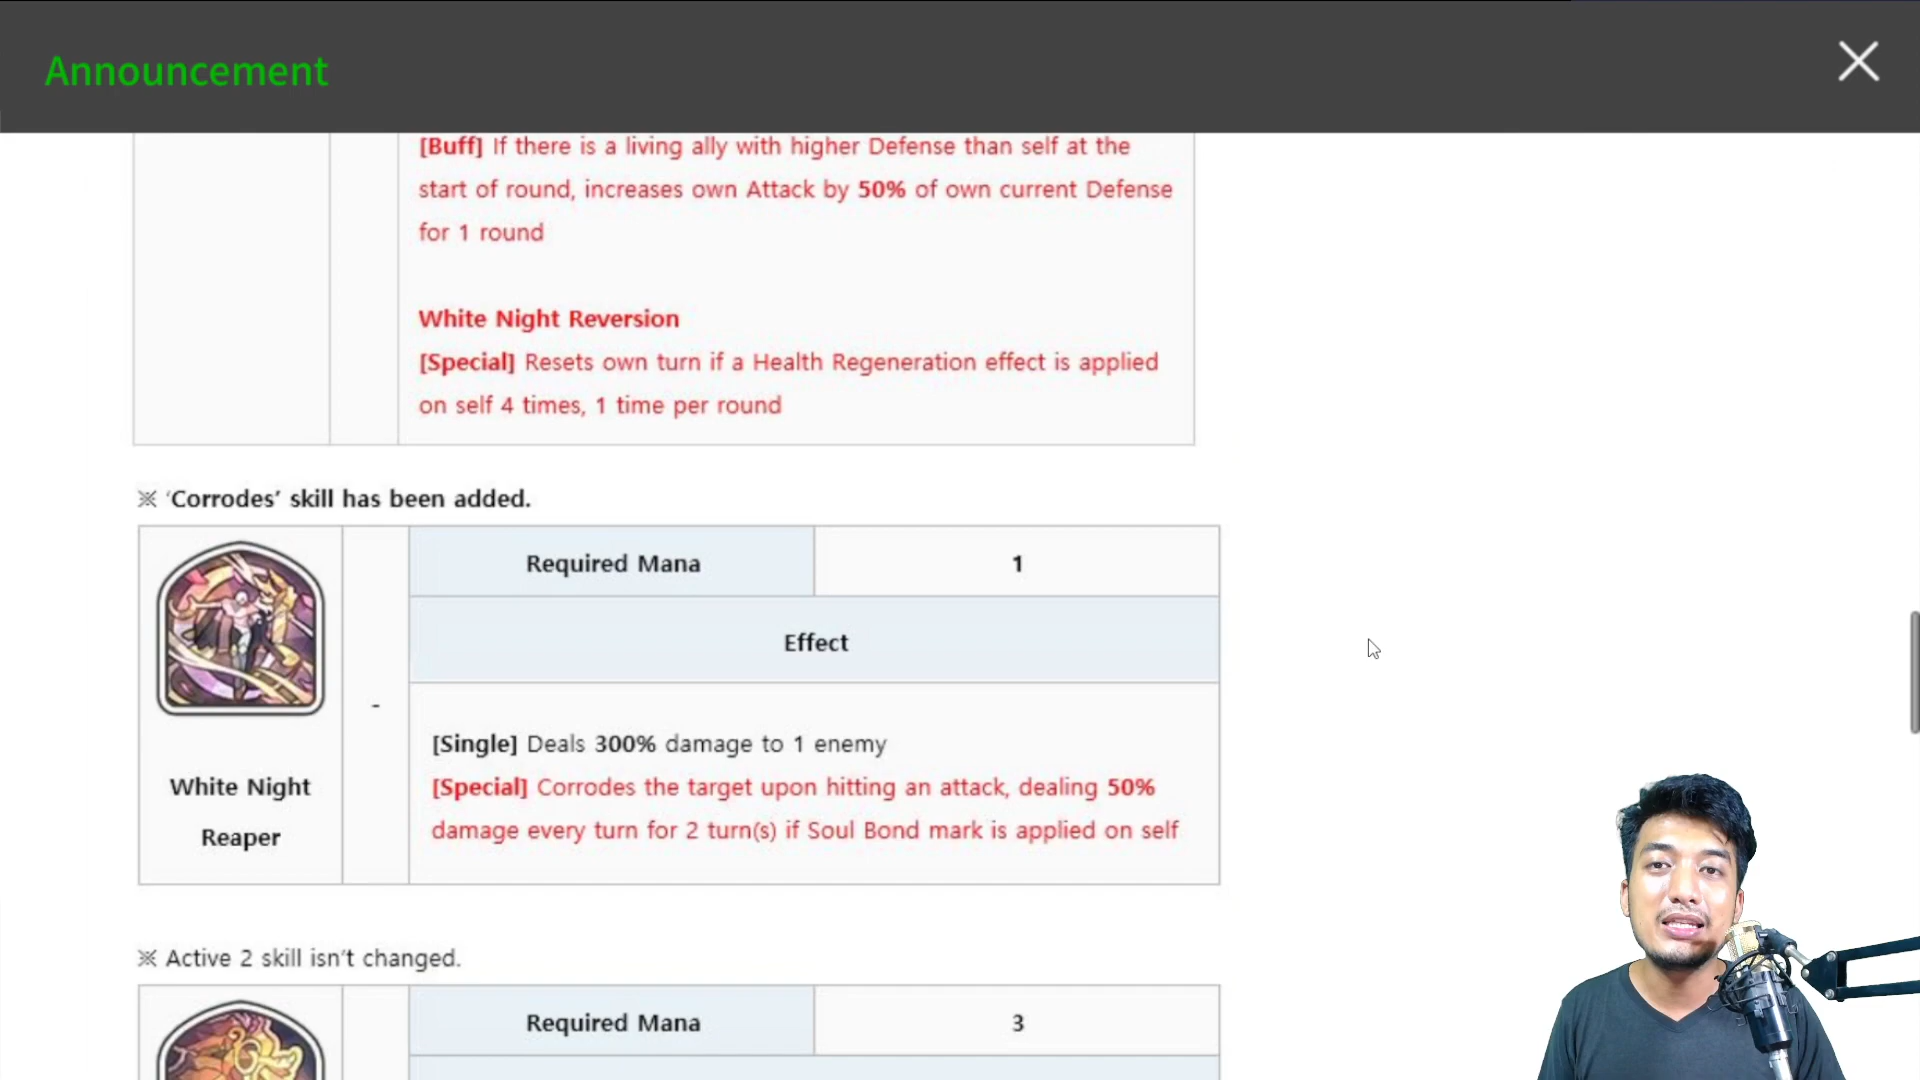 Announcement
[Buff] If there is a living ally with higher Defense than self at the
start of round, increases own Attack by 50% of own current Defense
for 1 round
White Night Reversion
[Special] Resets own turn if a Health Regeneration effect is applied
on self 4 times, 1 time per round
※ ‘Corrodes’ skill has been added.
Required Mana
1
Effect
-
[Single] Deals 300% damage to 1 enemy
[Special] Corrodes the target upon hitting an attack, dealing 50%
damage every turn for 2 turn(s) if Soul Bond mark is applied on self
White Night
Reaper
※ Active 2 skill isn’t changed.
Required Mana
3